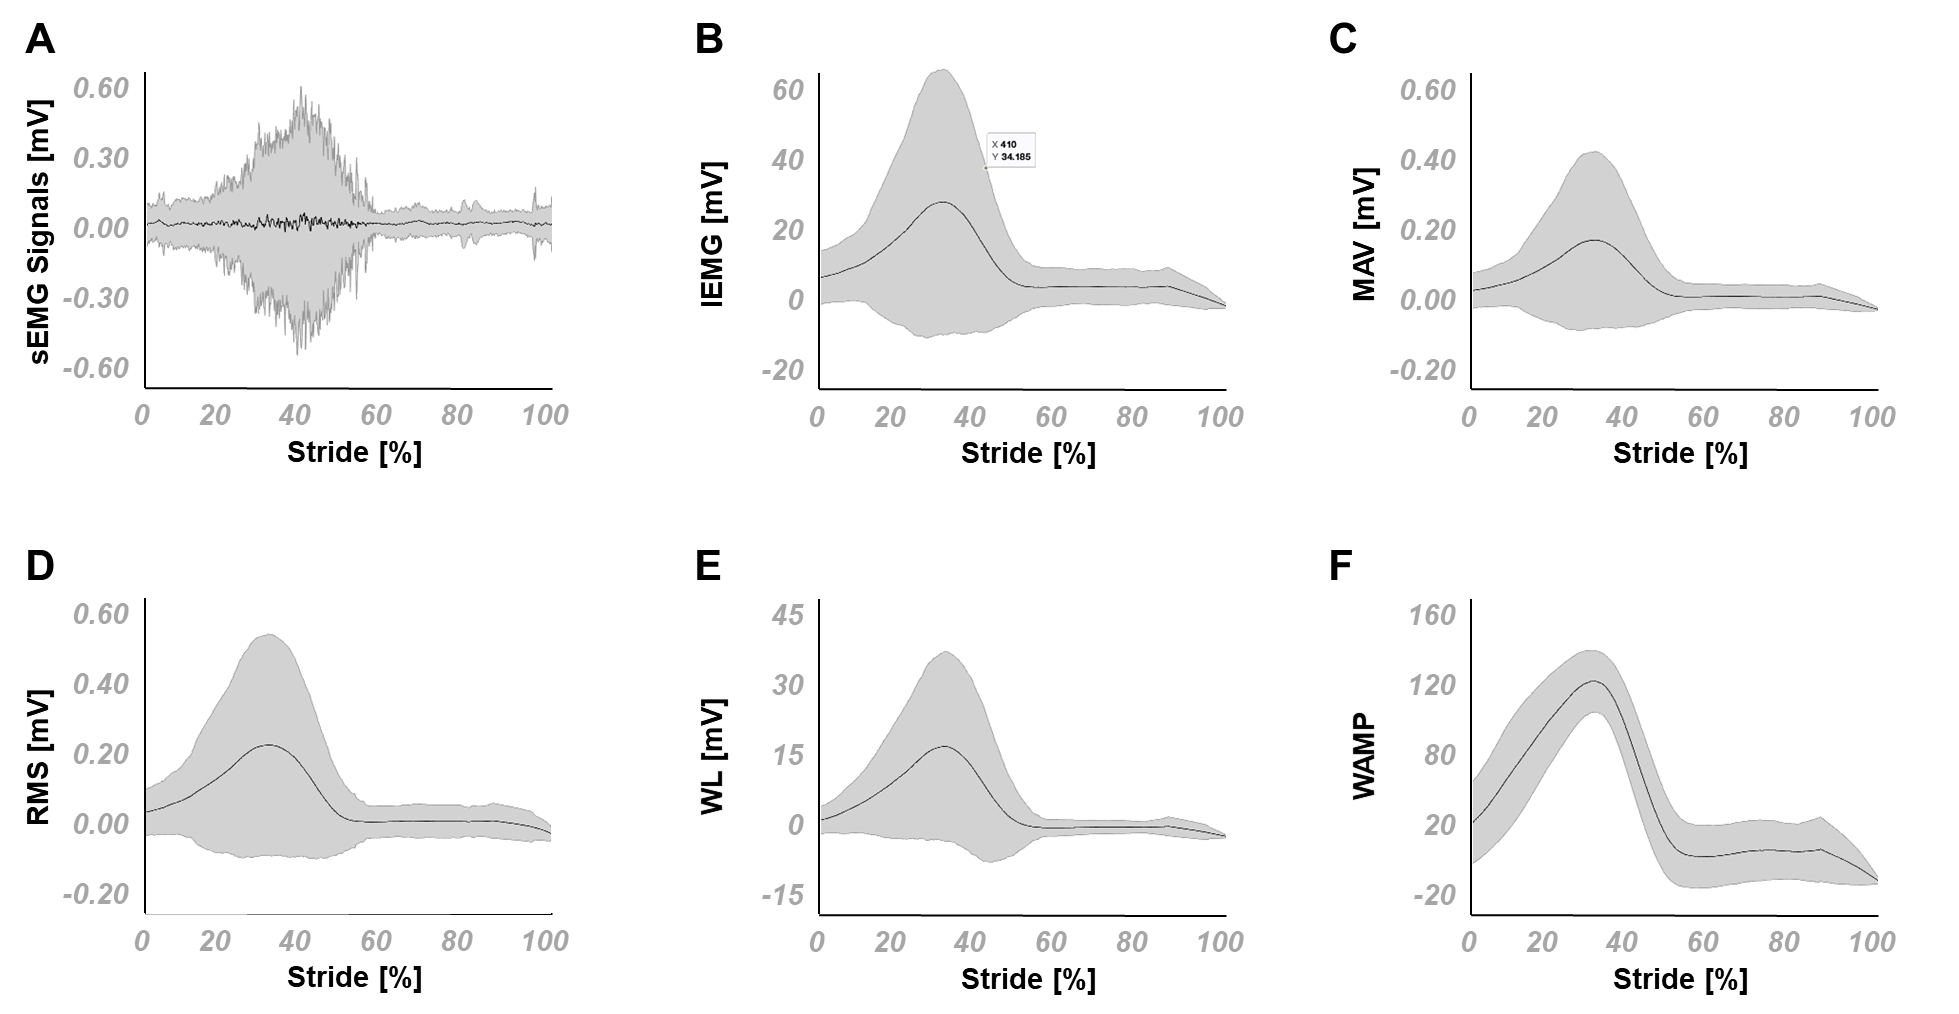 A
sEMG Signals [mV]
0.60
0.30
0.00
-0.30
-0.60
0 20 40 60 80 100
Stride [%]
B
IEMG [mV]
60
40
20
0
-20
X 410
Y 34.185
0 20 40 60 80 100
Stride [%]
C
MAV [mV]
0.60
0.40
0.20
0.00
-0.20
0 20 40 60 80 100
Stride [%]
D
RMS [mV]
0.60
0.40
0.20
0.00
-0.20
0 20 40 60 80 100
Stride [%]
E
WL [mV]
45
30
15
0
-15
0 20 40 60 80 100
Stride [%]
F
WAMP
160
120
80
20
-20
0 20 40 60 80 100
Stride [%]